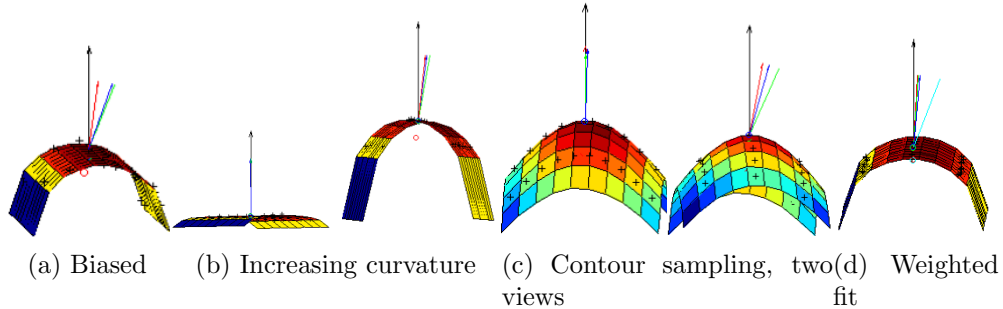 (a) Biased
(b) Increasing curvature
(c) Contour sampling, two views
(d) Weighted fit